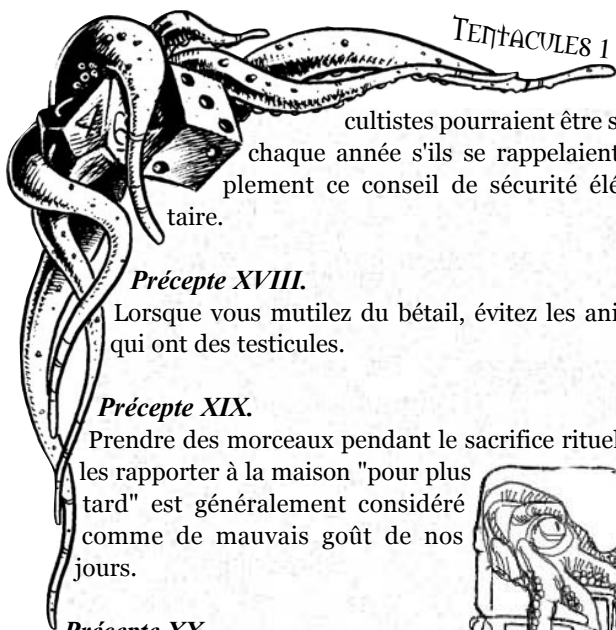 TENTACULES 1
cultistes pourraient être
chaque année s'ils se rappelaient
plement ce conseil de sécurité
taire.
Précepte XVIII.
Lorsque vous mutilez du bétail, évitez les
qui ont des testicules.
Précepte XIX.
Prendre des morceaux pendant le sacrifice rituel
les rapporter à la maison "pour plus
tard" est généralement considéré
comme de mauvais goût de nos
jours.
Précepte XX.